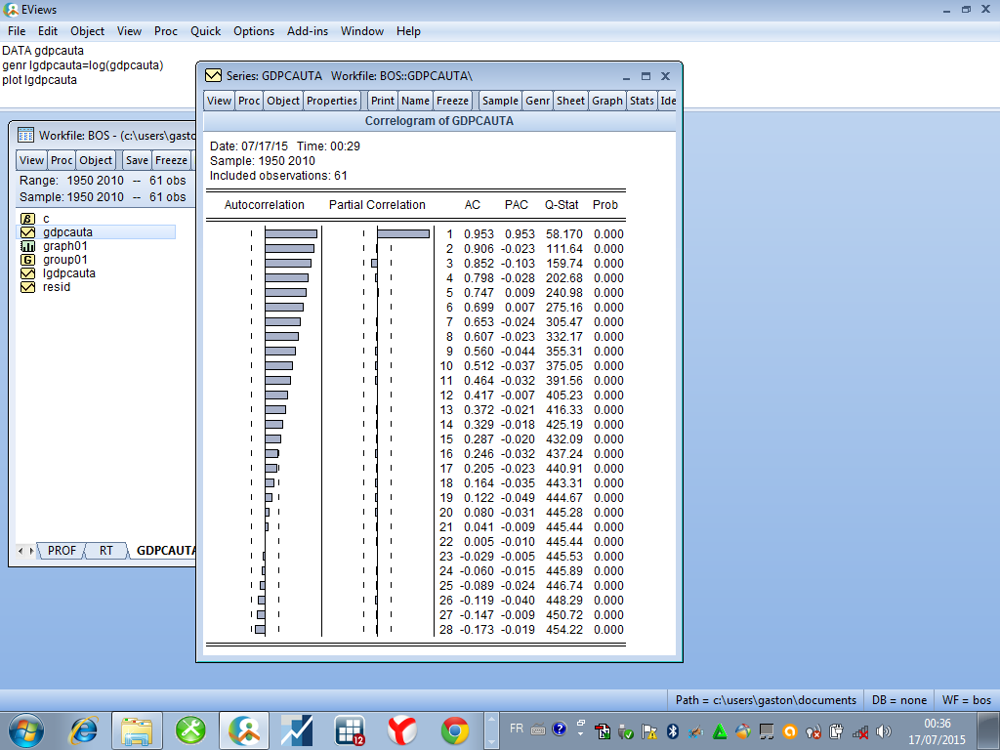 EViews
File Edit Object View Proc Quick Options Add-ins Window Help
DATA gdpcauta
genr lgdpcauta=log(gdpcauta)
plot lgdpcauta
Workfile: BOS - (c:\users\gasto
View Proc Object Save Freeze
Range: 1950 2010 -- 61 obs
Sample: 1950 2010 -- 61 obs
β c
gdpcauta
graph01
G group01
lgdpcauta
resid
PROF RT GDPCAUTA
Series: GDPCAUTA Workfile: BOS::GDPCAUTA\
View Proc Object Properties Print Name Freeze Sample Genr Sheet Graph Stats Ide
Correlogram of GDPCAUTA
Date: 07/17/15 Time: 00:29
Sample: 1950 2010
Included observations: 61
Autocorrelation Partial Correlation AC PAC Q-Stat Prob
1 0.953 0.953 58.170 0.000
2 0.906 -0.023 111.64 0.000
3 0.852 -0.103 159.74 0.000
4 0.798 -0.028 202.68 0.000
5 0.747 0.009 240.98 0.000
6 0.699 0.007 275.16 0.000
7 0.653 -0.024 305.47 0.000
8 0.607 -0.023 332.17 0.000
9 0.560 -0.044 355.31 0.000
10 0.512 -0.037 375.05 0.000
11 0.464 -0.032 391.56 0.000
12 0.417 -0.007 405.23 0.000
13 0.372 -0.021 416.33 0.000
14 0.329 -0.018 425.19 0.000
15 0.287 -0.020 432.09 0.000
16 0.246 -0.032 437.24 0.000
17 0.205 -0.023 440.91 0.000
18 0.164 -0.035 443.31 0.000
19 0.122 -0.049 444.67 0.000
20 0.080 -0.031 445.28 0.000
21 0.041 -0.009 445.44 0.000
22 0.005 -0.010 445.44 0.000
23 -0.029 -0.005 445.53 0.000
24 -0.060 -0.015 445.89 0.000
25 -0.089 -0.024 446.74 0.000
26 -0.119 -0.040 448.29 0.000
27 -0.147 -0.009 450.72 0.000
28 -0.173 -0.019 454.22 0.000
Path = c:\users\gaston\documents DB = none WF = bos
12
FR
00:36
17/07/2015